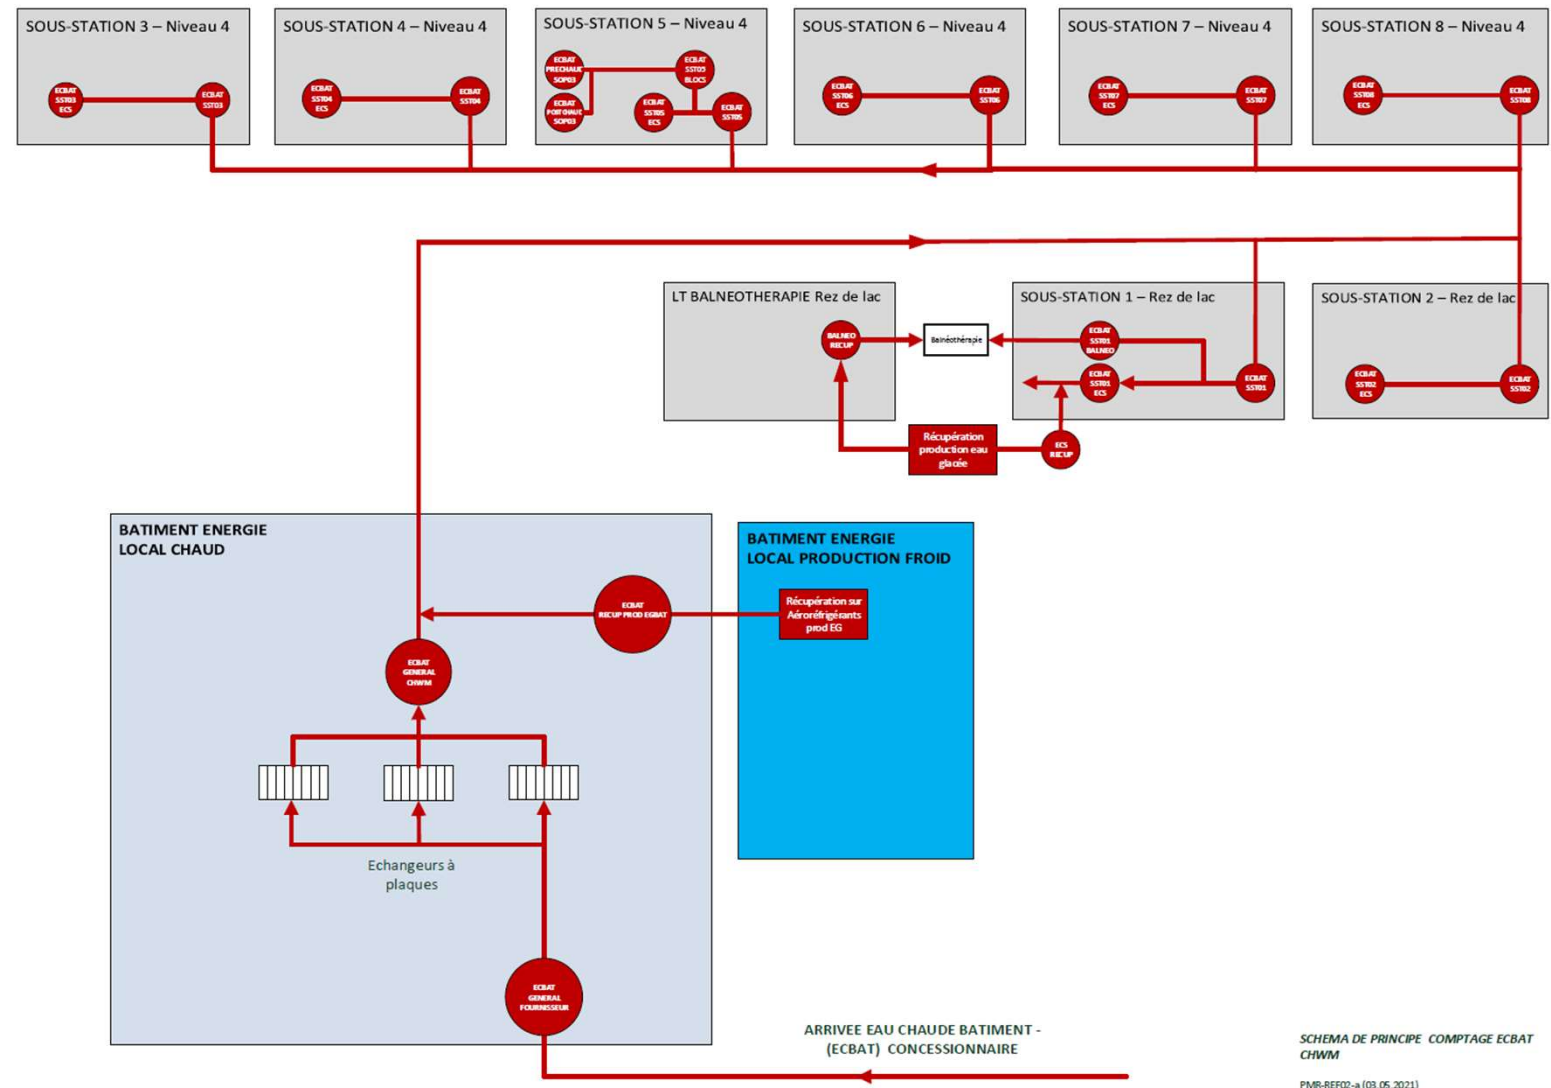 SOUS-STATION 3 – Niveau 4
ECBAT
SST03
ECS
ECBAT
SST03
SOUS-STATION 4 – Niveau 4
ECBAT
SST04
ECS
ECBAT
SST04
SOUS-STATION 5 – Niveau 4
ECBAT
PRECHAUF
SOP03
ECBAT
SOP03
ECBAT
SST05
BLOCS
ECBAT
SST05
ECS
ECBAT
SST05
SOUS-STATION 6 – Niveau 4
ECBAT
SST06
ECS
ECBAT
SST06
SOUS-STATION 7 – Niveau 4
ECBAT
SST07
ECS
ECBAT
SST07
SOUS-STATION 8 – Niveau 4
ECBAT
SST08
ECS
ECBAT
SST08
LT BALNEOTHERAPIE Rez de lac
BALNEO
RECUP
Balnéothérapie
SOUS-STATION 1 – Rez de lac
ECBAT
SST01
BALNEO
ECBAT
SST01
ECS
ECBAT
SST01
SOUS-STATION 2 – Rez de lac
ECBAT
SST02
ECS
ECBAT
SST02
Récupération
production eau
glacée
ECS
RECUP
BATIMENT ENERGIE
LOCAL CHAUD
ECBAT
RECUP PROD EGBAT
ECBAT
GENERAL
CHWM
Echangeurs à
plaques
ECBAT
GENERAL
FOURNISSEUR
BATIMENT ENERGIE
LOCAL PRODUCTION FROID
Récupération sur
Aéroréfrigérants
prod EG
ARRIVEE EAU CHAUDE BATIMENT -
(ECBAT) CONCESSIONNAIRE
SCHEMA DE PRINCIPE COMPTAGE ECBAT
CHWM
PMR-REF02-a (03.05.2021)